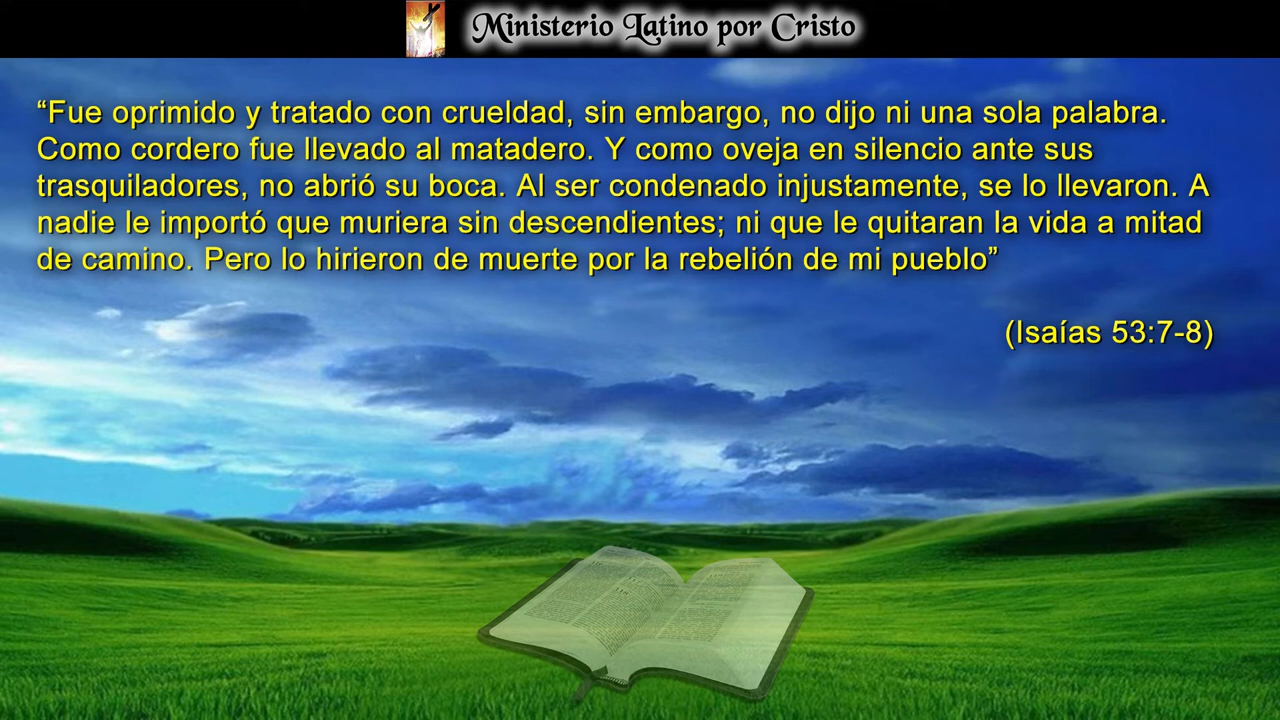 Ministerio Latino por Cristo
“Fue oprimido y tratado con crueldad, sin embargo, no dijo ni una sola palabra.
Como cordero fue llevado al matadero. Y como oveja en silencio ante sus
trasquiladores, no abrió su boca. Al ser condenado injustamente, se lo llevaron. A
nadie le importó que muriera sin descendientes; ni que le quitaran la vida a mitad
de camino. Pero lo hirieron de muerte por la rebelión de mi pueblo”
(Isaías 53:7-8)